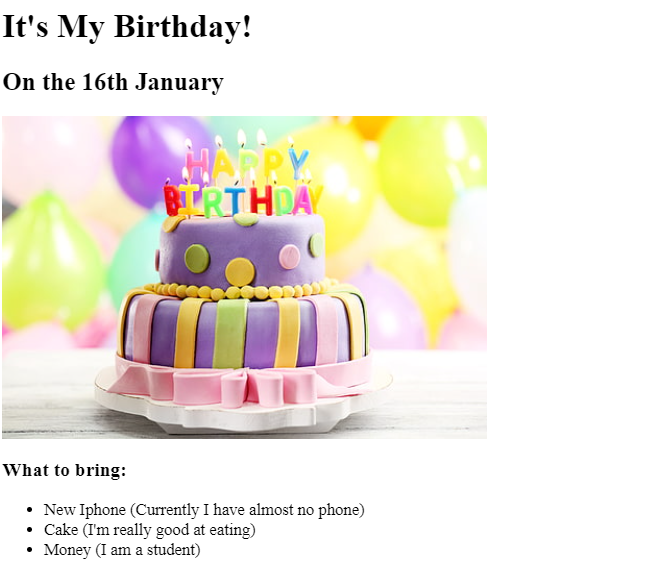 It's My Birthday!
On the 16th January
HAPPY
BIRTHDAY
What to bring:
New Iphone (Currently I have almost no phone)
Cake (I'm really good at eating)
Money (I am a student)